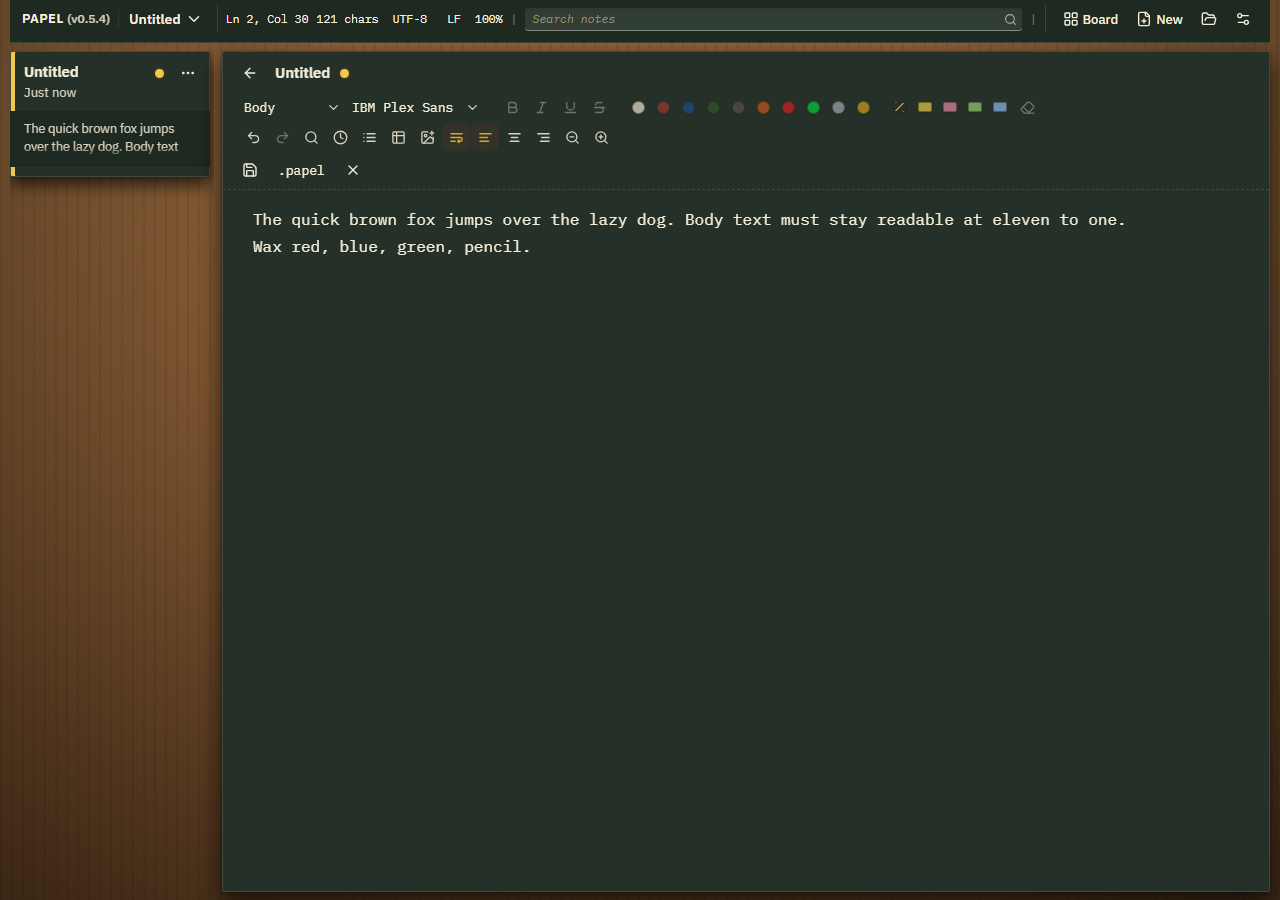 PAPEL (v0.5.4) Untitled Ln 2, Col 30 121 chars UTF-8 LF 100% | Search notes | Board New
Untitled
Just now
The quick brown fox jumps
over the lazy dog. Body text
Untitled
Body IBM Plex Sans B I U S
.papel
The quick brown fox jumps over the lazy dog. Body text must stay readable at eleven to one.
Wax red, blue, green, pencil.